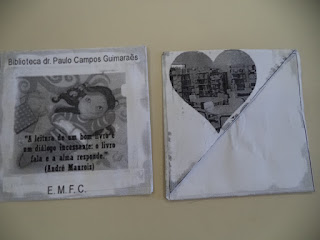 Biblioteca dr. Paulo Campos Guimarães
"A leitura de um bom livro é
um diálogo incessante: o livro
fala e a alma responde"
(André Maurois)
E. M. F. C.